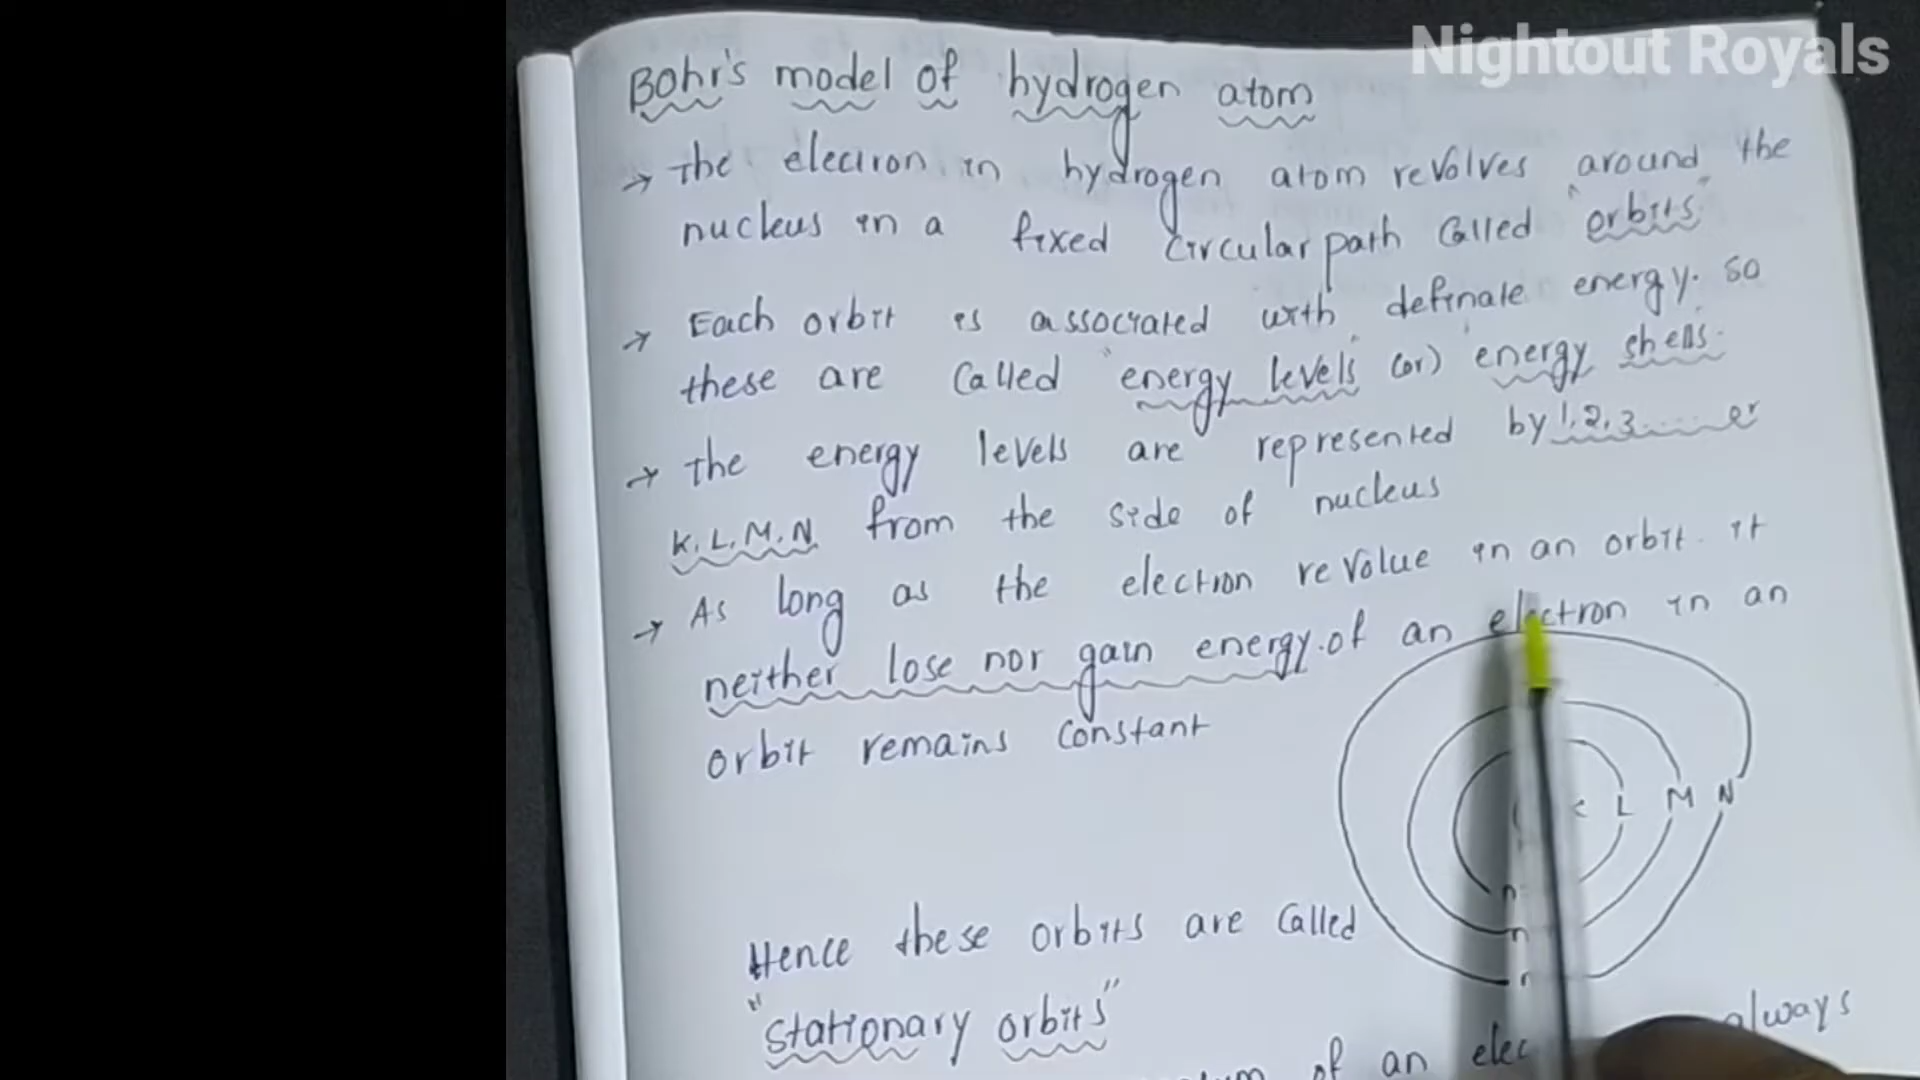 Nightout Royals
Bohr's model of hydrogen atom
→ The electron in hydrogen atom revolves around the
nucleus in a fixed circular path called "orbits"
→ Each orbit is associated with definate energy. so
these are called "energy levels" (or) energy shells.
→ The energy levels are represented by 1,2,3...... er
K.L.M.N from the side of nucleus
→ As long as the election revolue in an orbit. it
neither lose nor gain energy.of an electron in an
orbit remains constant
L M N
Hence these orbits are called
"stationary orbits"
of an always